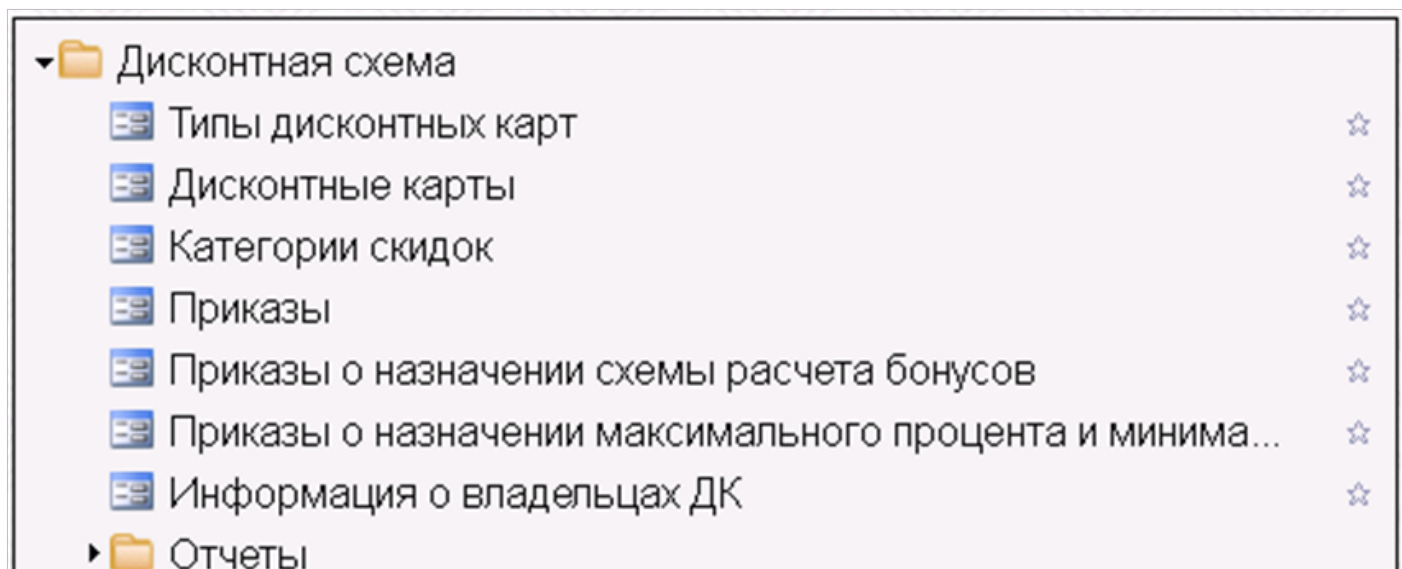 Дисконтная схема
Типы дисконтных карт
Дисконтные карты
Категории скидок
Приказы
Приказы о назначении схемы расчета бонусов
Приказы о назначении максимального процента и минима...
Информация о владельцах ДК
Отчеты